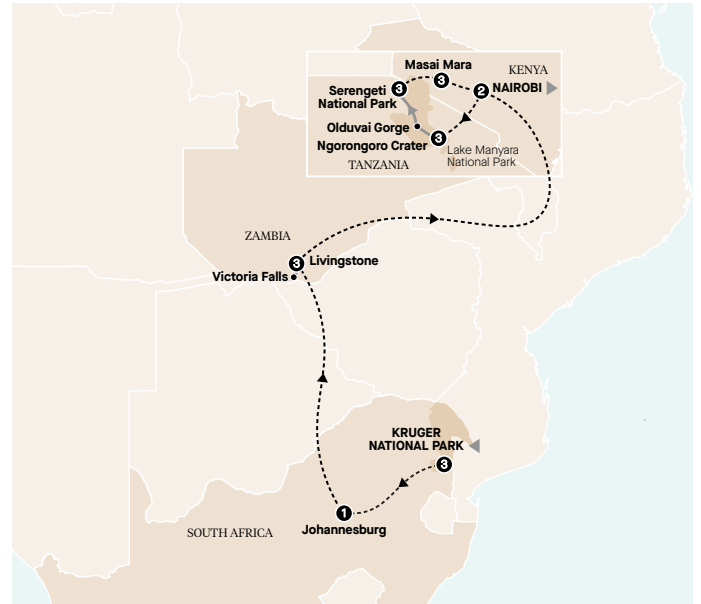 Masai Mara
KENYA
3
3
2
NAIROBI
Serengeti
National Park
Olduvai Gorge
Ngorongoro Crater
3
Lake Manyara
National Park
TANZANIA
ZAMBIA
3
Livingstone
Victoria Falls
KRUGER
NATIONAL PARK
3
1
Johannesburg
SOUTH AFRICA